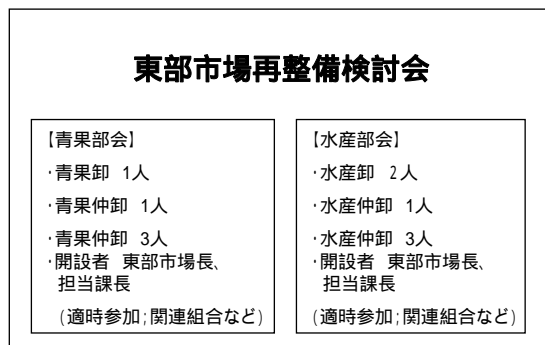 東部市場再整備検討会
【青果部会】
・青果卸 1人
・青果仲卸 1人
・青果仲卸 3人
・開設者 東部市場長、
担当課長
(適時参加;関連組合など)
【水産部会】
・水産卸 2人
・水産仲卸 1人
・水産仲卸 3人
・開設者 東部市場長、
担当課長
(適時参加;関連組合など)